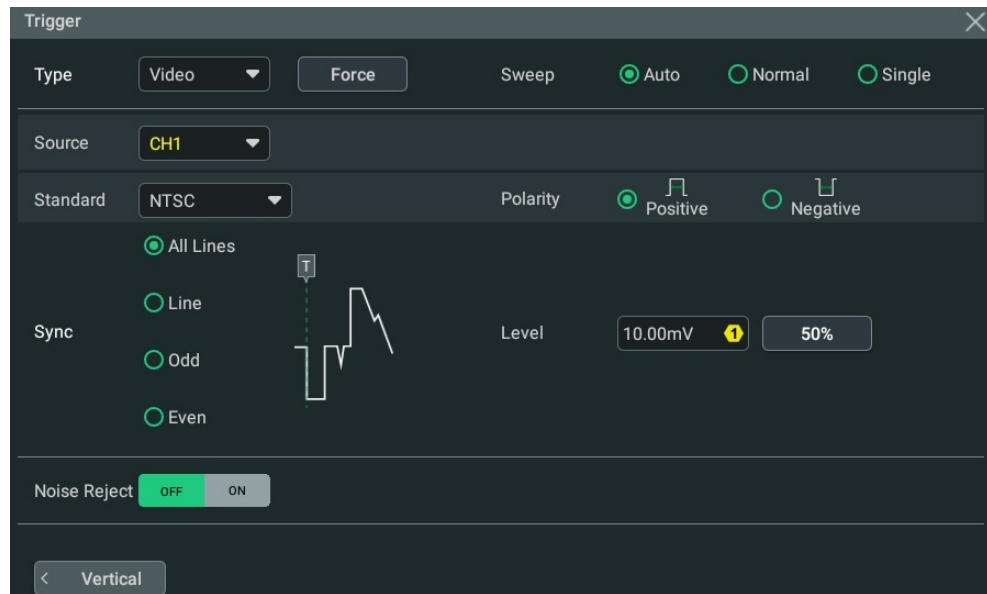 Trigger
Type Video Force Sweep Auto Normal Single
Source CH1
Standard NTSC Polarity Positive Negative
All Lines
T
Line
Sync Level 10.00mV 1 50%
Odd
Even
Noise Reject OFF ON
< Vertical